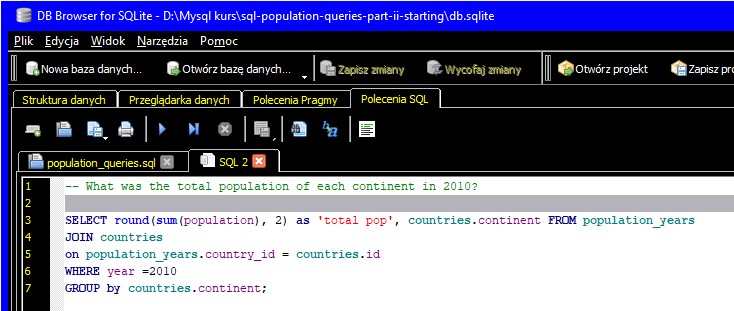 DB Browser for SQLite - D:\Mysql kurs\sql-population-queries-part-ii-starting\db.sqlite
Plik Edycja Widok Narzędzia Pomoc
Nowa baza danych... Otwórz bazę danych... Zapisz zmiany Wycofaj zmiany Otwórz projekt Zapisz pro
Struktura danych Przeglądarka danych Polecenia Pragmy Polecenia SQL
population_queries.sql SQL 2
1 -- What was the total population of each continent in 2010?
2
3 SELECT round(sum(population), 2) as 'total pop', countries.continent FROM population_years
4 JOIN countries
5 on population_years.country_id = countries.id
6 WHERE year =2010
7 GROUP by countries.continent;